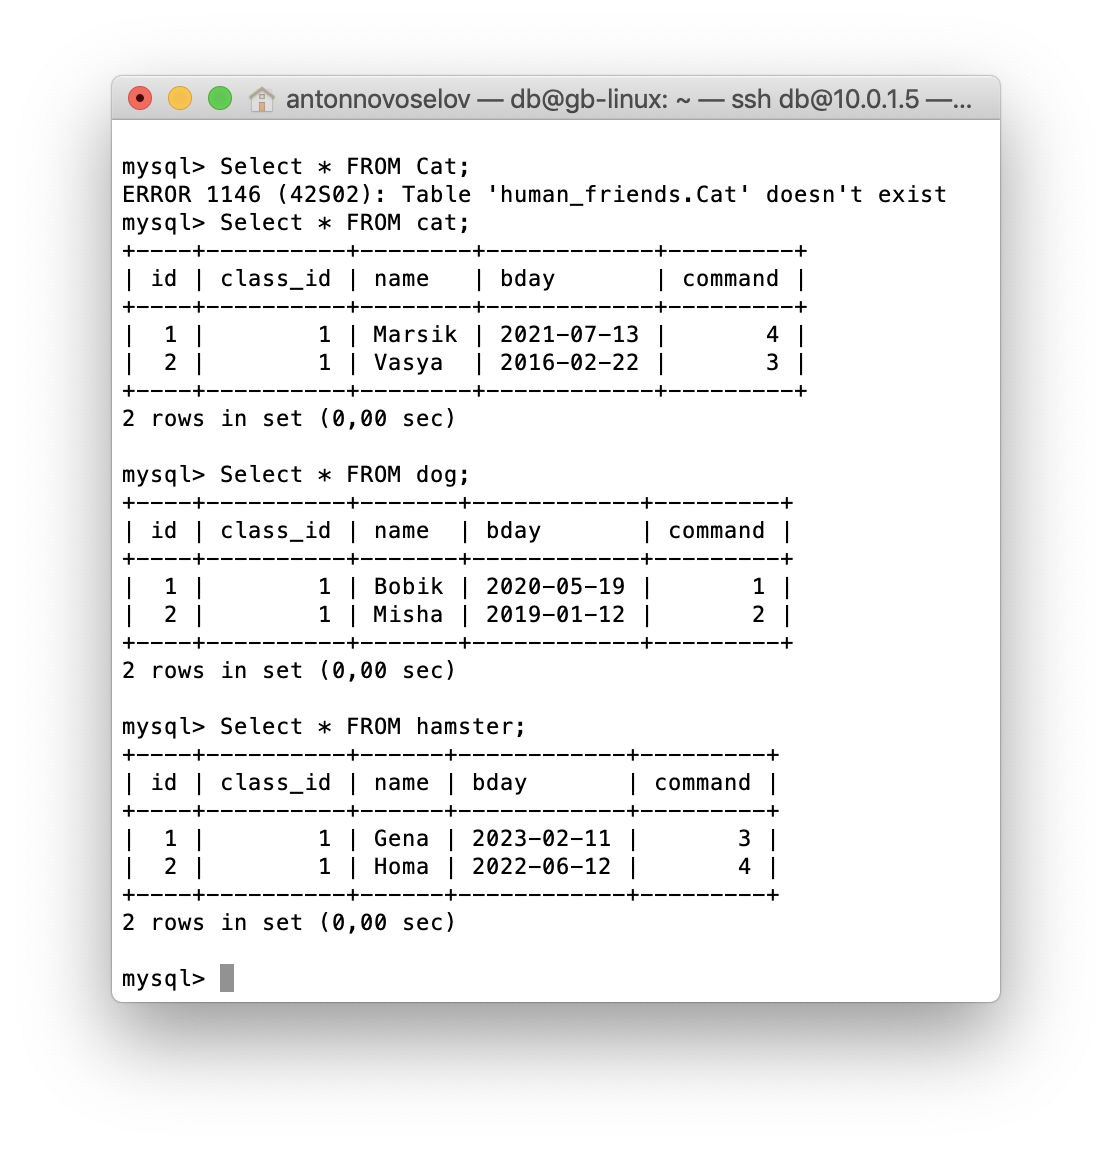 antonnovoselov — db@gb-linux: ~ — ssh db@10.0.1.5 —...
mysql> Select * FROM Cat;
ERROR 1146 (42S02): Table 'human_friends.Cat' doesn't exist
mysql> Select * FROM cat;
+----+----------+--------+------------+---------+
| id | class_id | name   | bday       | command |
+----+----------+--------+------------+---------+
|  1 |        1 | Marsik | 2021-07-13 |       4 |
|  2 |        1 | Vasya  | 2016-02-22 |       3 |
+----+----------+--------+------------+---------+
2 rows in set (0,00 sec)
mysql> Select * FROM dog;
+----+----------+-------+------------+---------+
| id | class_id | name  | bday       | command |
+----+----------+-------+------------+---------+
|  1 |        1 | Bobik | 2020-05-19 |       1 |
|  2 |        1 | Misha | 2019-01-12 |       2 |
+----+----------+-------+------------+---------+
2 rows in set (0,00 sec)
mysql> Select * FROM hamster;
+----+----------+------+------------+---------+
| id | class_id | name | bday       | command |
+----+----------+------+------------+---------+
|  1 |        1 | Gena | 2023-02-11 |       3 |
|  2 |        1 | Homa | 2022-06-12 |       4 |
+----+----------+------+------------+---------+
2 rows in set (0,00 sec)
mysql>